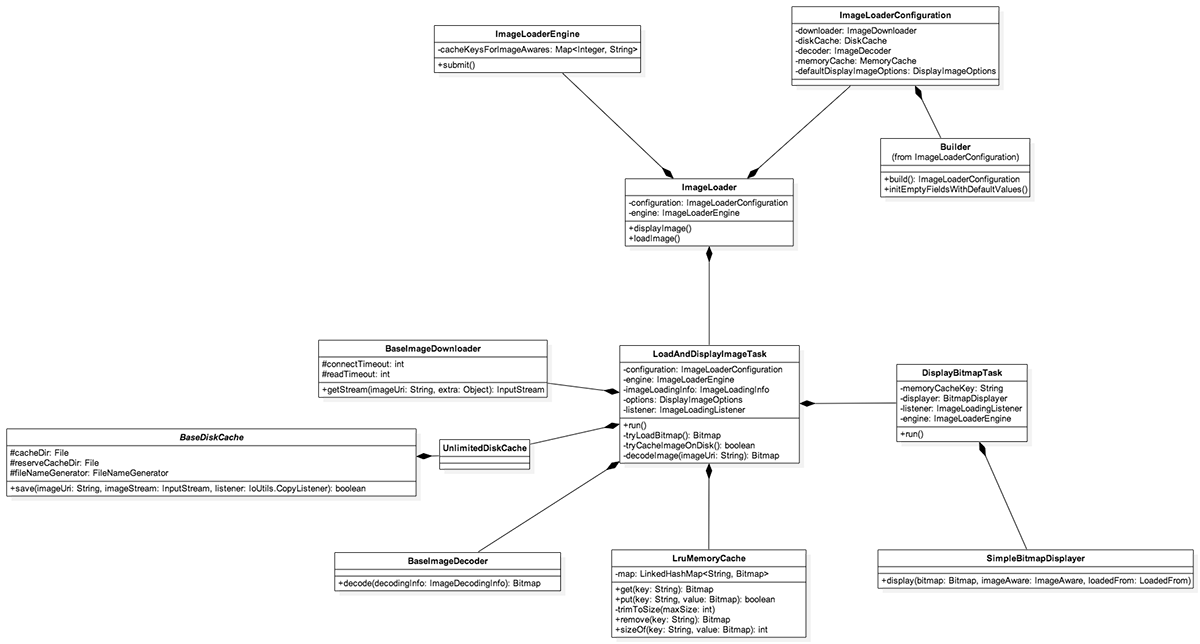 ImageLoaderEngine
-cacheKeysForImageAwares: Map<Integer, String>
+submit()
ImageLoaderConfiguration
-downloader: ImageDownloader
-diskCache: DiskCache
-decoder: ImageDecoder
-memoryCache: MemoryCache
-defaultDisplayImageOptions: DisplayImageOptions
Builder
(from ImageLoaderConfiguration)
+build(): ImageLoaderConfiguration
+initEmptyFieldsWithDefaultValues()
ImageLoader
-configuration: ImageLoaderConfiguration
-engine: ImageLoaderEngine
+displayImage()
+loadImage()
BaseImageDownloader
#connectTimeout: int
#readTimeout: int
+getStream(imageUri: String, extra: Object): InputStream
LoadAndDisplayImageTask
-configuration: ImageLoaderConfiguration
-engine: ImageLoaderEngine
-imageLoadingInfo: ImageLoadingInfo
-options: DisplayImageOptions
-listener: ImageLoadingListener
+run()
-tryLoadBitmap(): Bitmap
-tryCacheImageOnDisk(): boolean
-decodeImage(imageUri: String): Bitmap
DisplayBitmapTask
-memoryCacheKey: String
-displayer: BitmapDisplayer
-listener: ImageLoadingListener
-engine: ImageLoaderEngine
+run()
BaseDiskCache
#cacheDir: File
#reserveCacheDir: File
#fileNameGenerator: FileNameGenerator
+save(imageUri: String, imageStream: InputStream, listener: IoUtils.CopyListener): boolean
UnlimitedDiskCache
BaseImageDecoder
+decode(decodingInfo: ImageDecodingInfo): Bitmap
LruMemoryCache
-map: LinkedHashMap<String, Bitmap>
+get(key: String): Bitmap
+put(key: String, value: Bitmap): boolean
-trimToSize(maxSize: int)
+remove(key: String): Bitmap
+sizeOf(key: String, value: Bitmap): int
SimpleBitmapDisplayer
+display(bitmap: Bitmap, imageAware: ImageAware, loadedFrom: LoadedFrom)